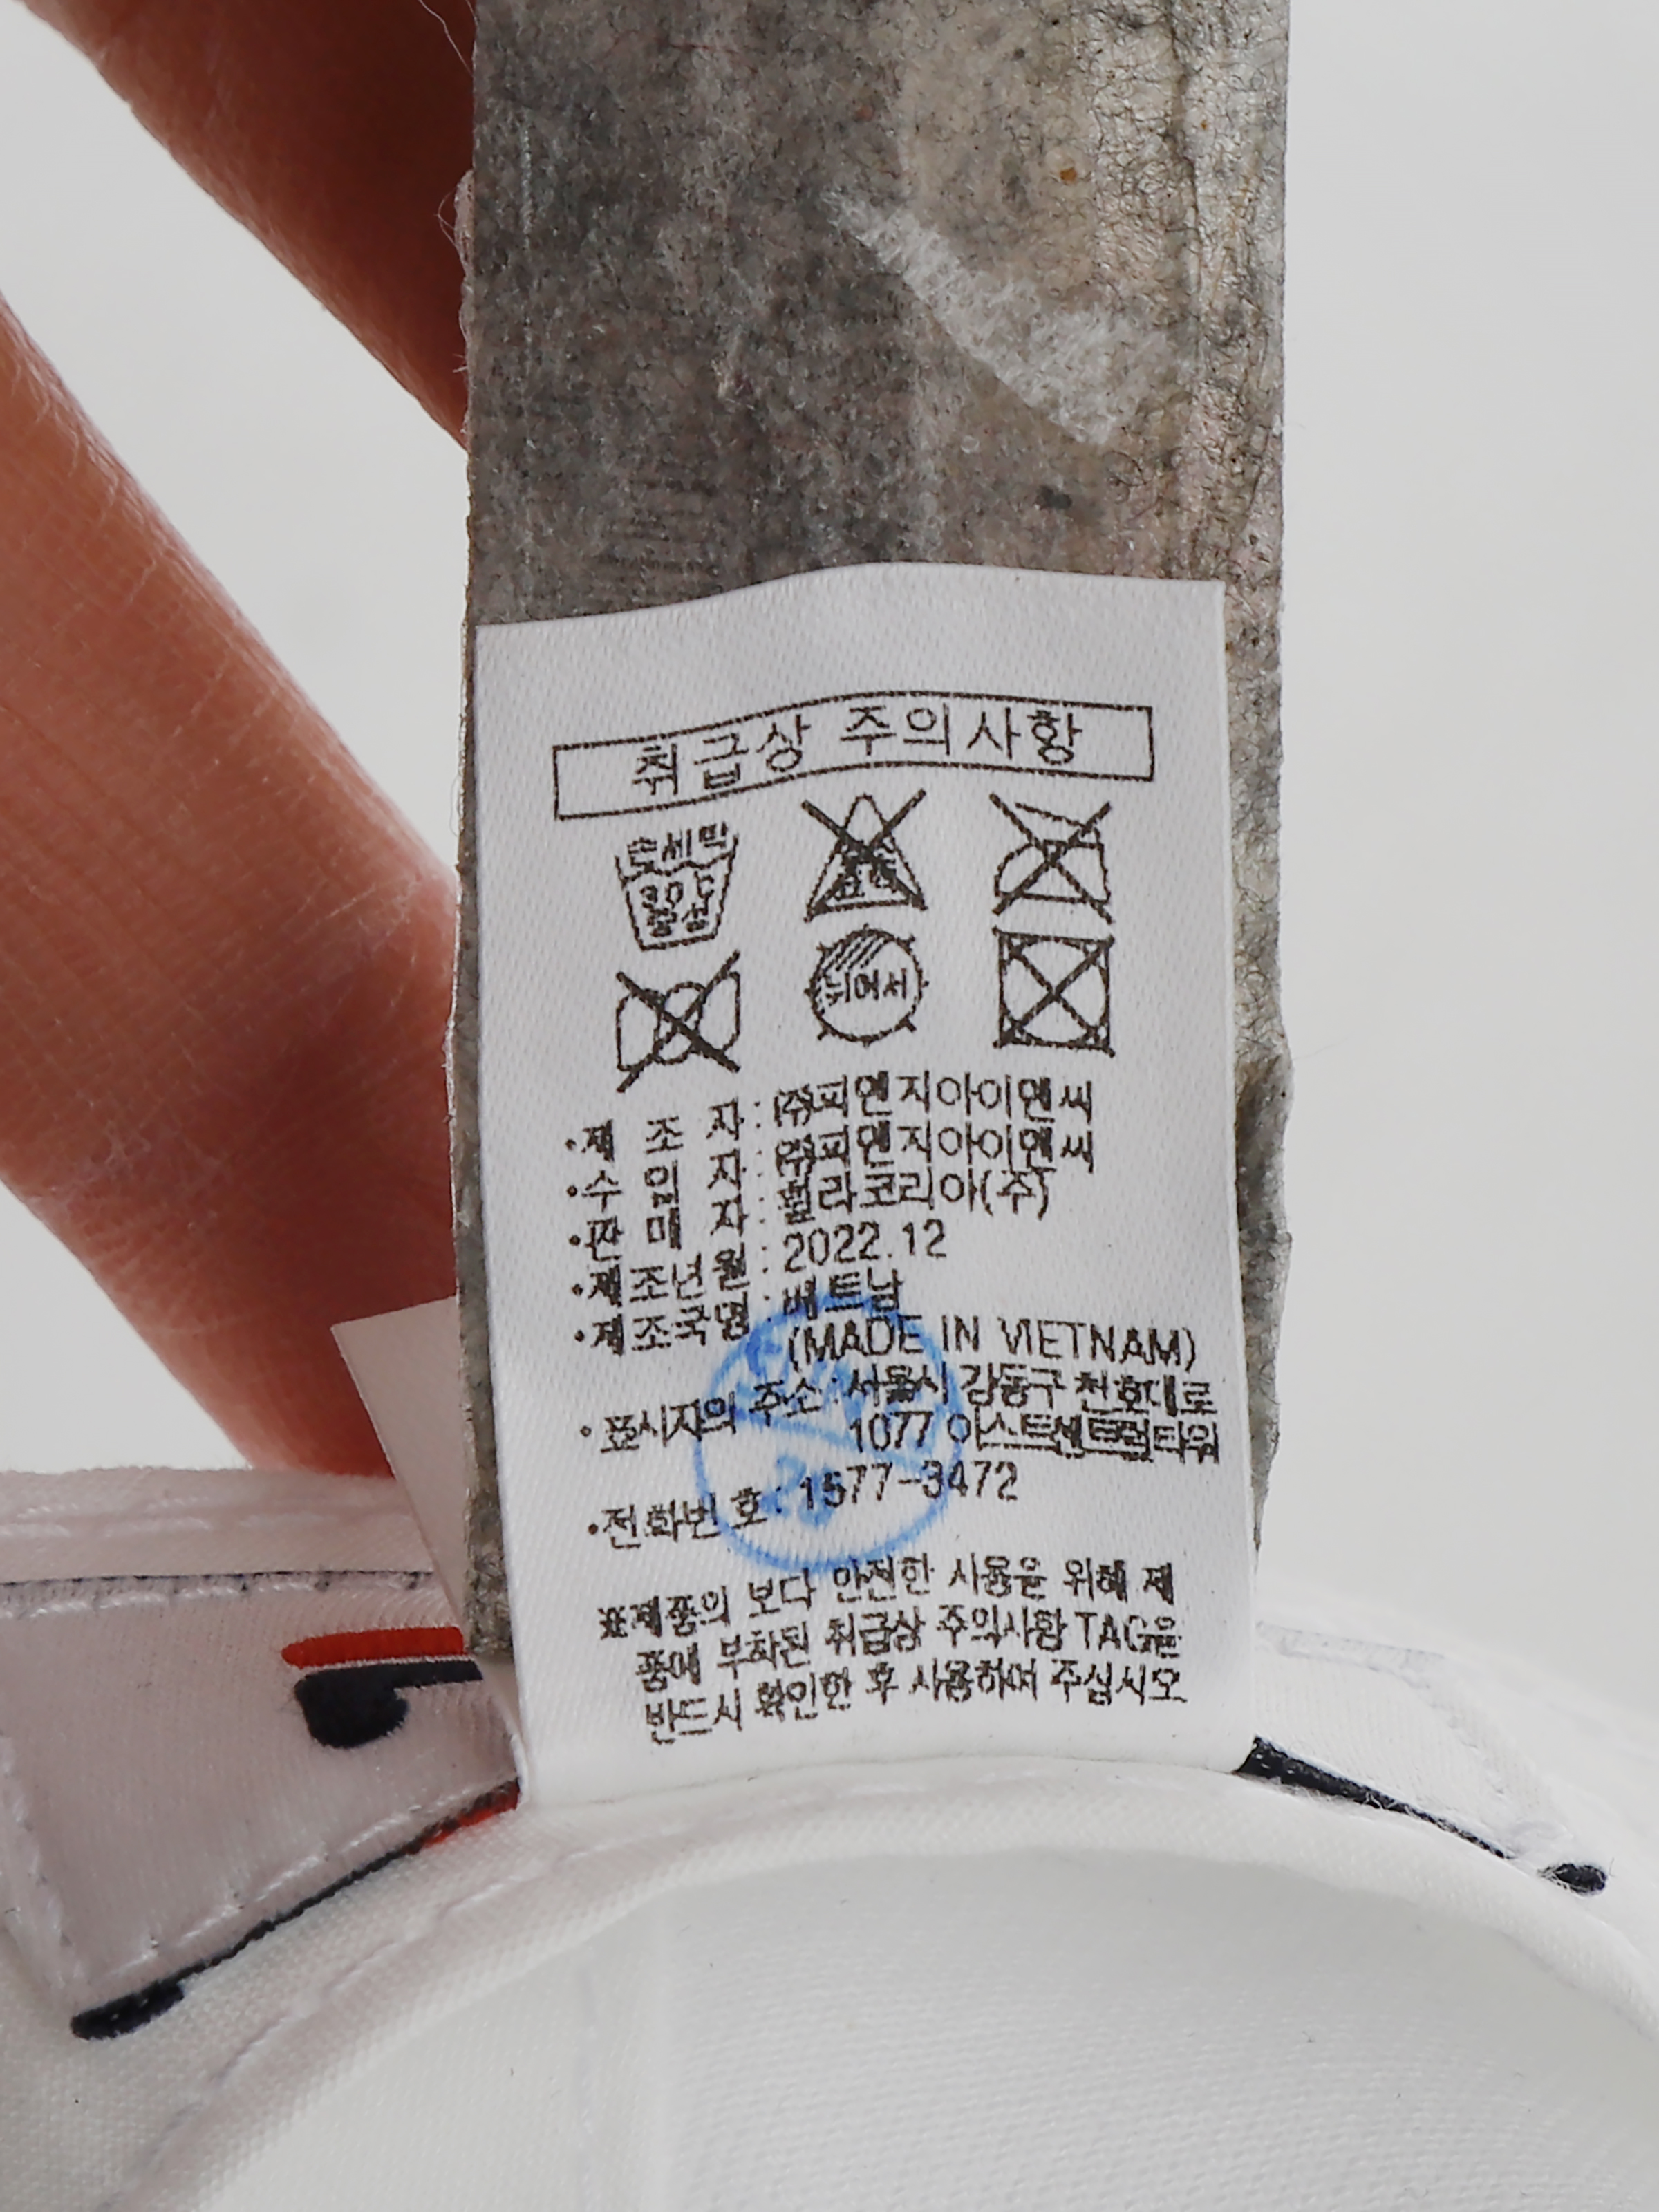 취급상 주의사항
손세탁
30℃
중성
염소
표백
뉘어서
·제 조 자 : (주)피엔지아이엔씨
·수 입 자 : (주)피엔지아이엔씨
·판 매 자 : 휠라코리아(주)
·제조년월 : 2022.12
·제조국명 : 베트남
(MADE IN VIETNAM)
·표시자의 주소 : 서울시 강동구 천호대로
1077 이스트센트럴타워
·전화번호 : 1577-3472
※제품의 보다 안전한 사용을 위해 제
품에 부착된 취급상 주의사항 TAG을
반드시 확인한 후 사용하여 주십시오